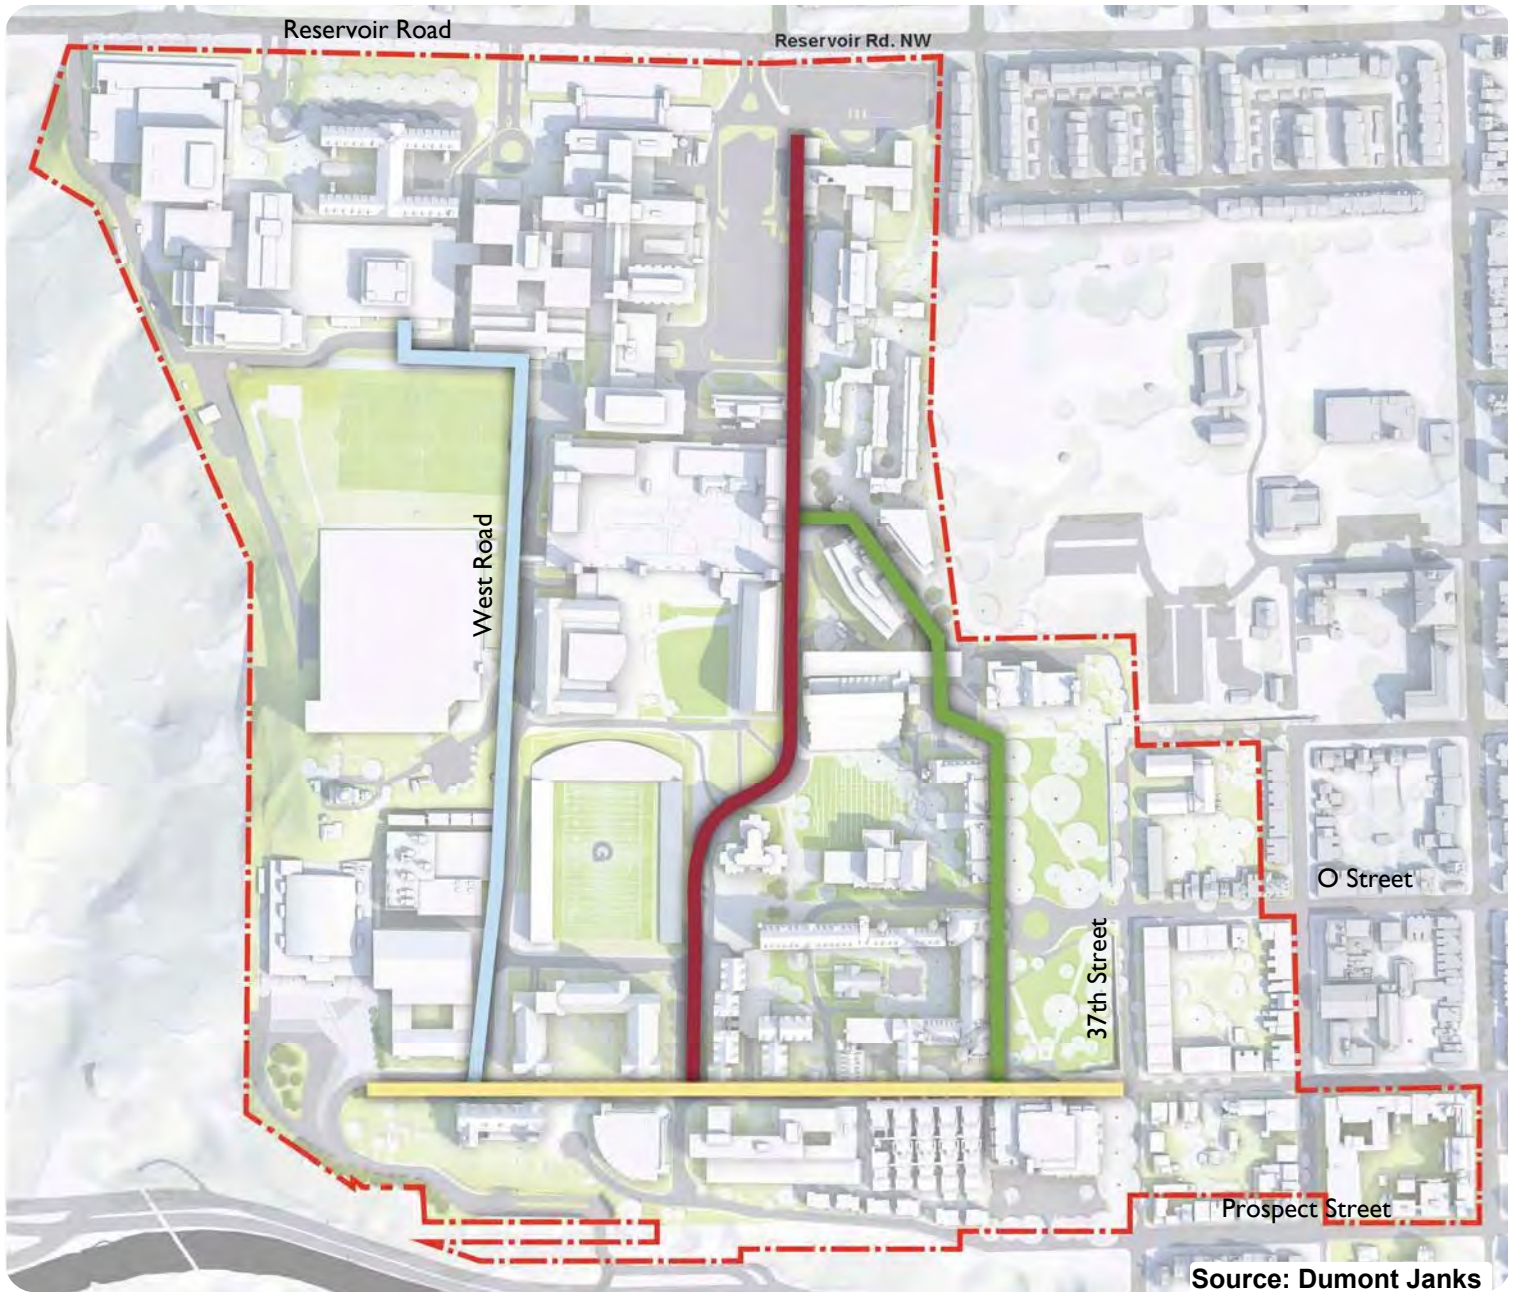 Reservoir Road
Reservoir Rd. NW
West Road
G
O Street
37th Street
Prospect Street
Source: Dumont Janks